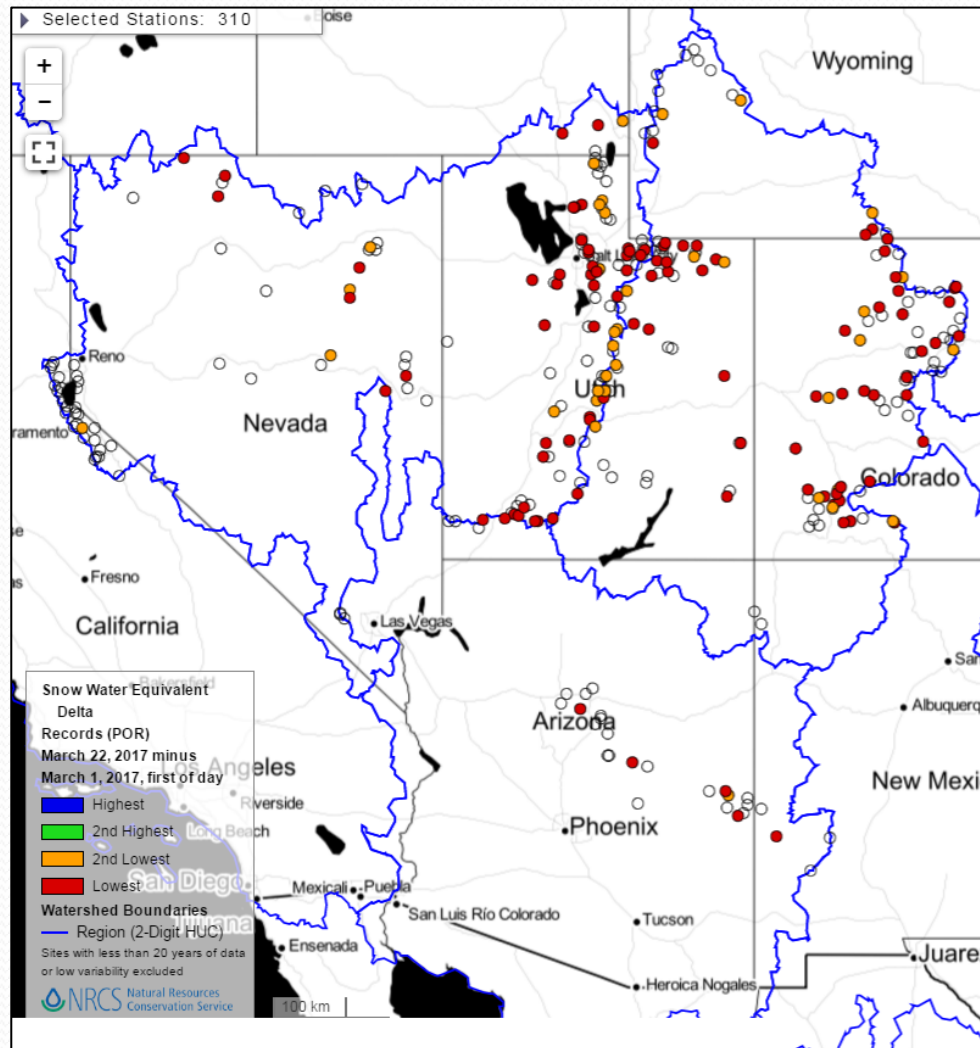 Selected Stations: 310
Boise
+
−
Wyoming
Salt Lake City
Reno
Utah
Nevada
ramento
Colorado
se
Fresno
as
California
Las Vegas
San
Bakersfield
Albuquerq
Arizona
Los Angeles
New Mexi
Riverside
Long Beach
Phoenix
San Diego
Mexicali
Puebla
San Luis Río Colorado
Tijuana
Tucson
Ensenada
Juare
Heroica Nogales
Snow Water Equivalent
Delta
Records (POR)
March 22, 2017 minus
March 1, 2017, first of day
Highest
2nd Highest
2nd Lowest
Lowest
Watershed Boundaries
Region (2-Digit HUC)
Sites with less than 20 years of data
or low variability excluded
NRCS Natural Resources
Conservation Service
100 km